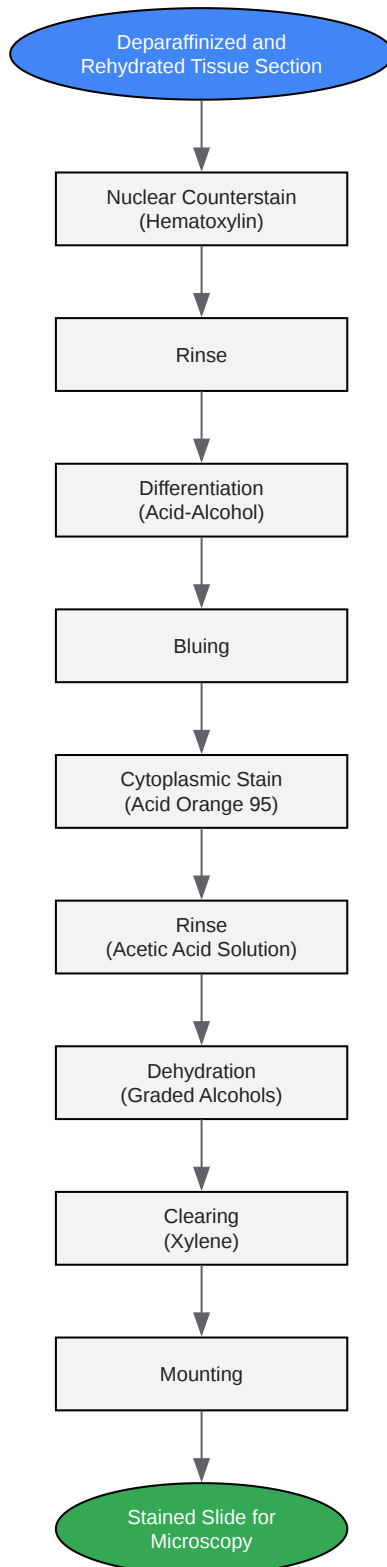 Deparaffinized and
Rehydrated Tissue Section
Nuclear Counterstain
(Hematoxylin)
Rinse
Differentiation
(Acid-Alcohol)
Bluing
Cytoplasmic Stain
(Acid Orange 95)
Rinse
(Acetic Acid Solution)
Dehydration
(Graded Alcohols)
Clearing
(Xylene)
Mounting
Stained Slide for
Microscopy